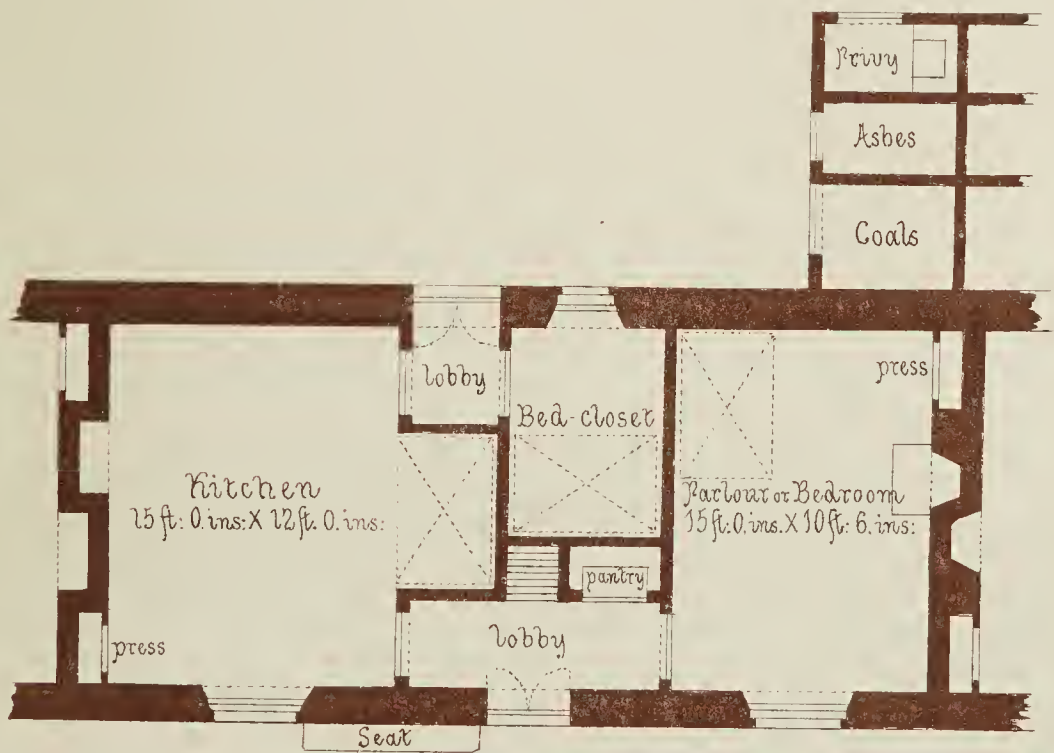 Privy
Ashes
Coals
lobby
press
Bed-closet
Kitchen
15 ft: 0. ins: X 12 ft. 0. ins:
Parlour or Bedroom
15 ft: 0. ins. X 10 ft: 6. ins:
pantry
lobby
press
Seat